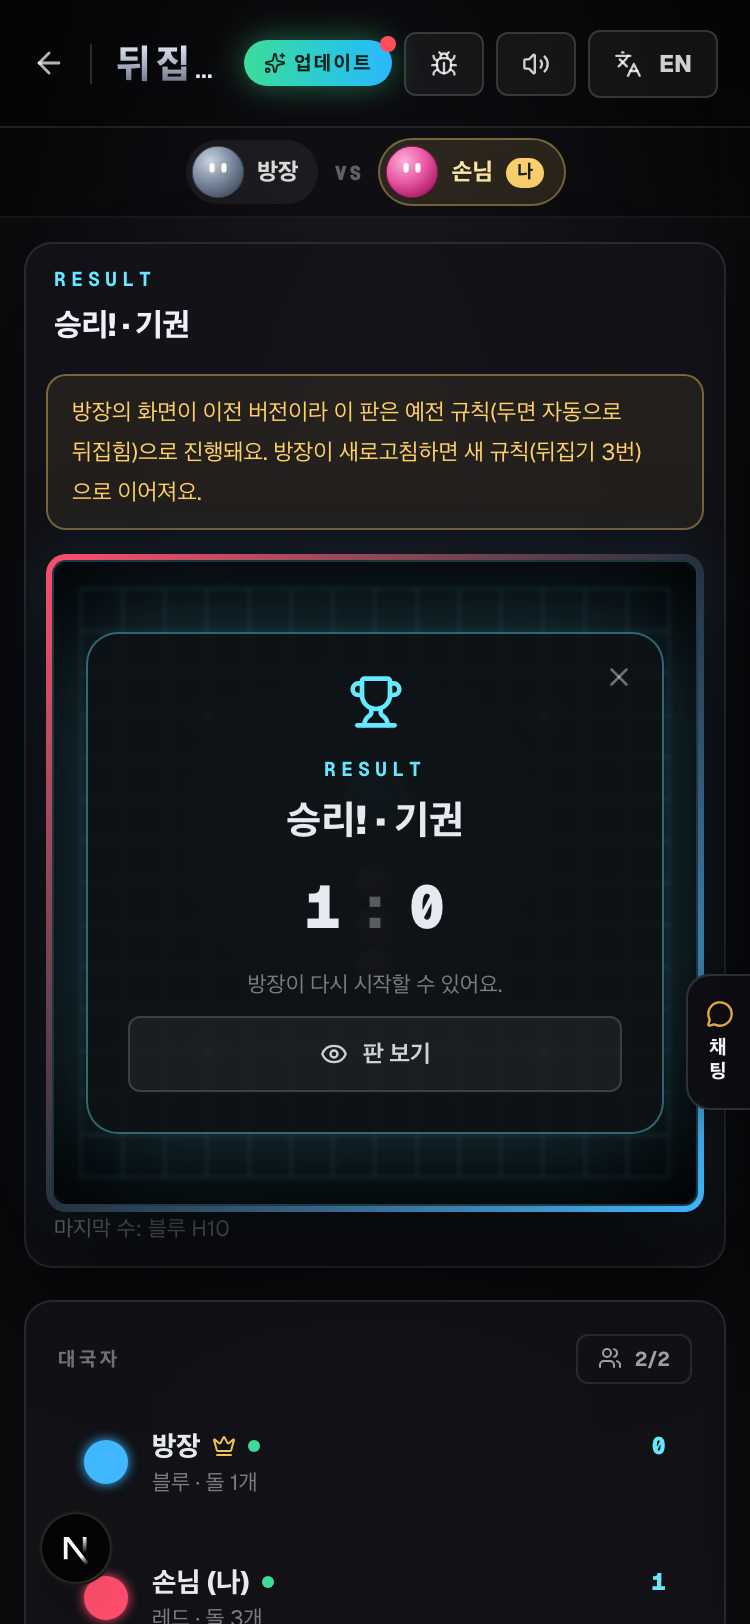 뒤집...
업데이트
EN
방장
VS
손님
나
RESULT
승리! · 기권
방장의 화면이 이전 버전이라 이 판은 예전 규칙(두면 자동으로
뒤집힘)으로 진행돼요. 방장이 새로고침하면 새 규칙(뒤집기 3번)
으로 이어져요.
RESULT
승리! · 기권
1 : 0
방장이 다시 시작할 수 있어요.
판 보기
채
팅
마지막 수: 블루 H10
대국자
2/2
방장
0
블루 · 돌 1개
N
손님 (나)
1
레드 · 돌 3개